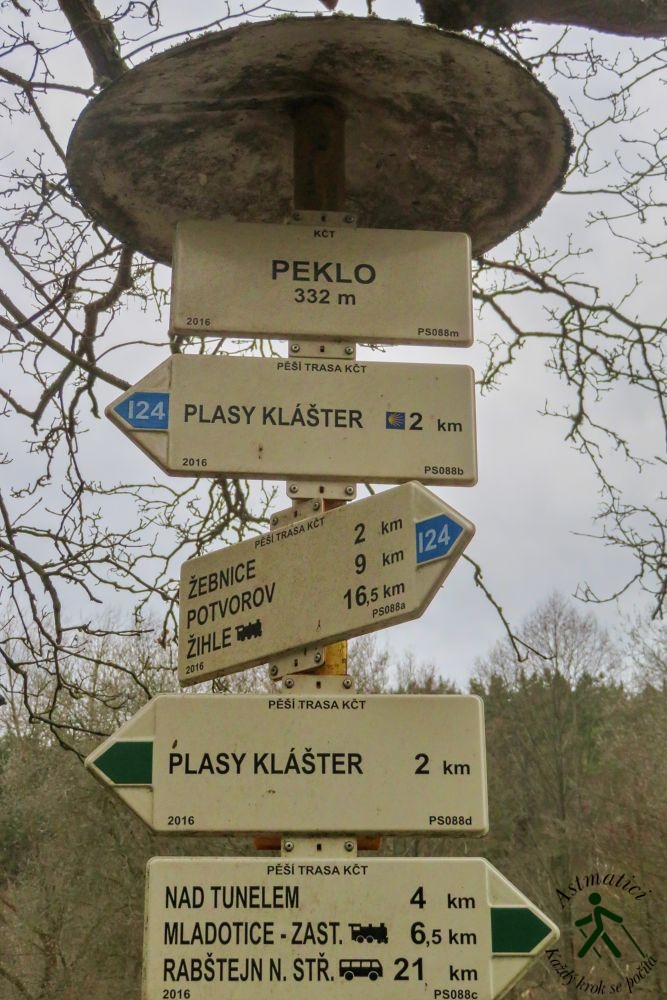 KČT
PEKLO
332 m
2016 PS088m
PĚŠÍ TRASA KČT
I24 PLASY KLÁŠTER 2 km
2016 PS088b
PĚŠÍ TRASA KČT
ŽEBNICE 2 km I24
POTVOROV 9 km
ŽIHLE 16,5 km
2016 PS088a
PĚŠÍ TRASA KČT
PLASY KLÁŠTER 2 km
2016 PS088d
PĚŠÍ TRASA KČT
NAD TUNELEM 4 km
MLADOTICE - ZAST. 6,5 km
RABŠTEJN N. STŘ. 21 km
2016 PS088c
Astmatici
Každý krok se počítá